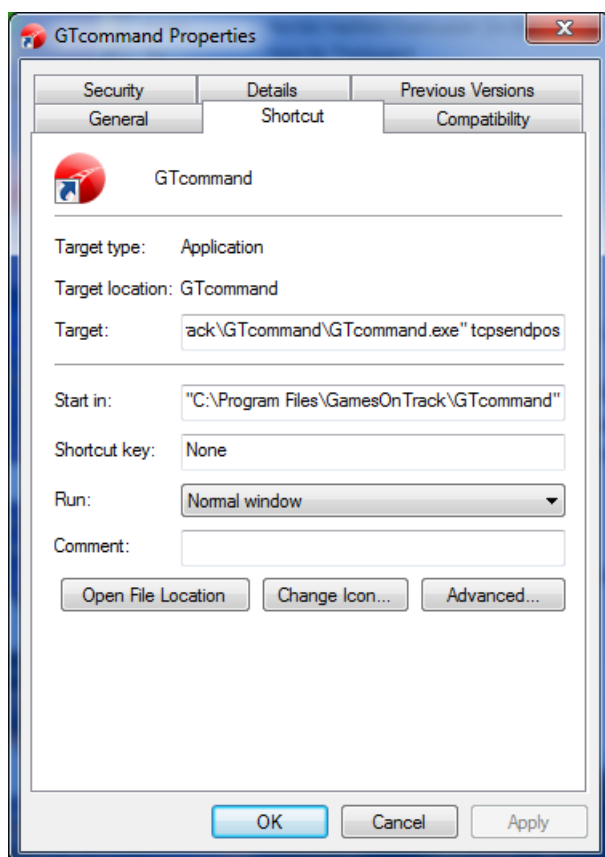 GTcommand Properties
Security Details Previous Versions
General Shortcut Compatibility
GTcommand
Target type: Application
Target location: GTcommand
Target: ack\GTcommand\GTcommand.exe" tcpsendpos
Start in: "C:\Program Files\GamesOnTrack\GTcommand"
Shortcut key: None
Run: Normal window
Comment:
Open File Location Change Icon... Advanced...
OK Cancel Apply